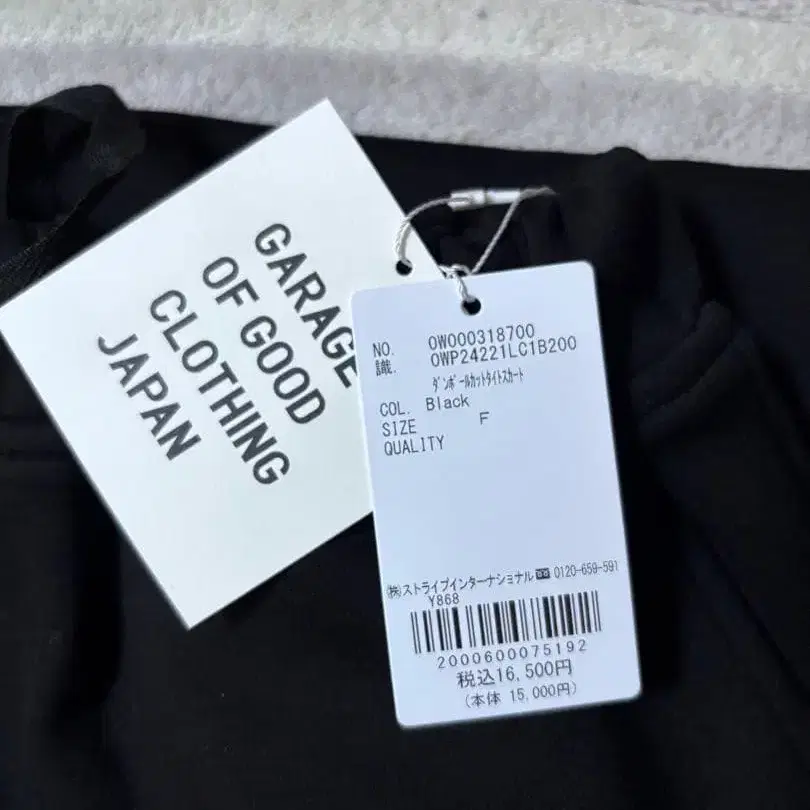 GARAGE
OF GOOD
CLOTHING
JAPAN
NO. 0W000318700
識. 0WP24221LC1B200
ﾀﾞﾝﾎﾞｰﾙｶｯﾄﾀｲﾄｽｶｰﾄ
COL. Black
SIZE F
QUALITY
㈱ストライプインターナショナル☎0120-659-591
Y868
2000600075192
税込16,500円
(本体 15,000円)